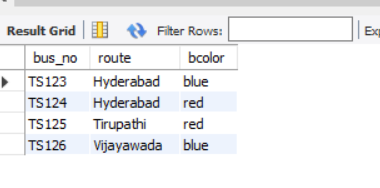 Result Grid Filter Rows: Exp
bus_no route bcolor
TS123 Hyderabad blue
TS124 Hyderabad red
TS125 Tirupathi red
TS126 Vijayawada blue